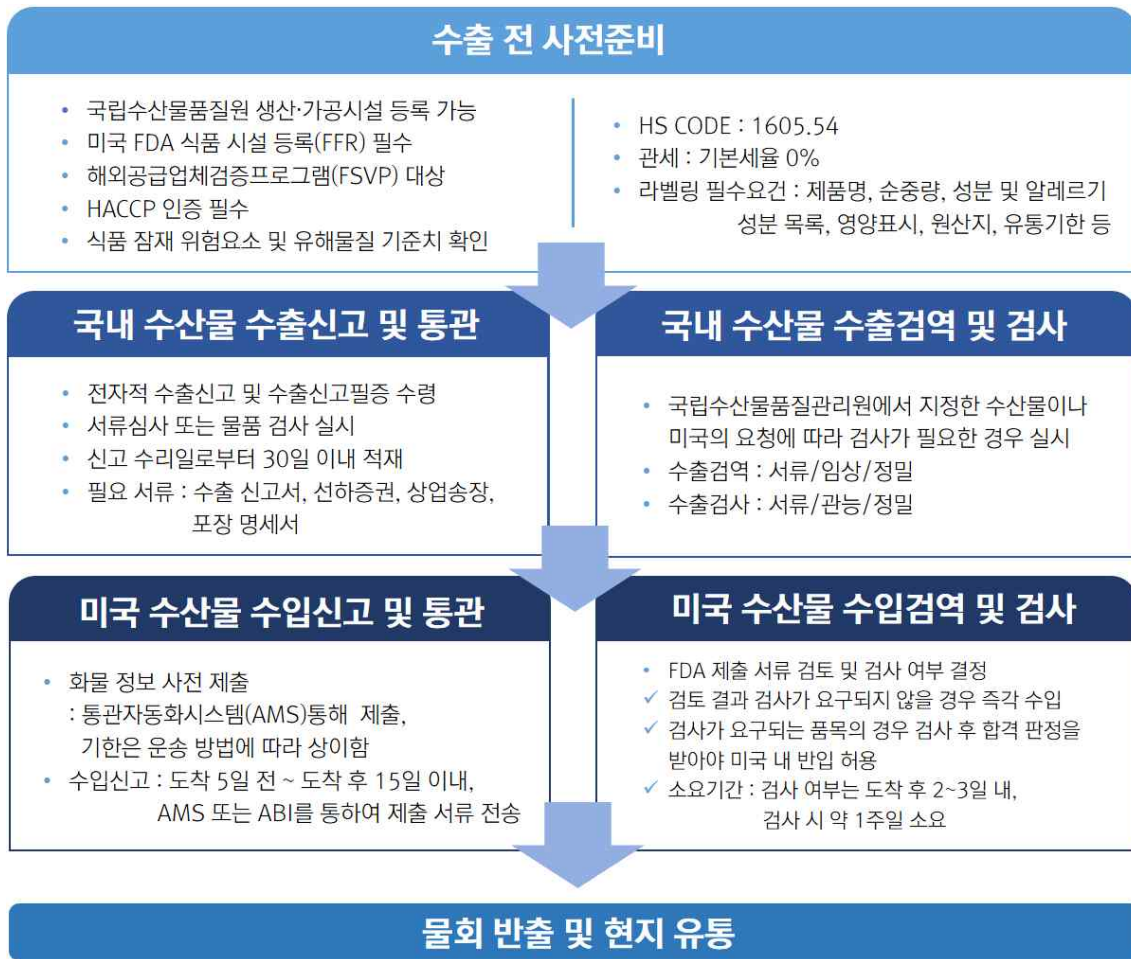 수출 전 사전준비
• 국립수산물품질원 생산·가공시설 등록 가능
• 미국 FDA 식품 시설 등록(FFR) 필수
• 해외공급업체검증프로그램(FSVP) 대상
• HACCP 인증 필수
• 식품 잠재 위험요소 및 유해물질 기준치 확인
• HS CODE : 1605.54
• 관세 : 기본세율 0%
• 라벨링 필수요건 : 제품명, 순중량, 성분 및 알레르기
성분 목록, 영양표시, 원산지, 유통기한 등
국내 수산물 수출신고 및 통관
• 전자적 수출신고 및 수출신고필증 수령
• 서류심사 또는 물품 검사 실시
• 신고 수리일로부터 30일 이내 적재
• 필요 서류 : 수출 신고서, 선하증권, 상업송장,
포장 명세서
국내 수산물 수출검역 및 검사
• 국립수산물품질관리원에서 지정한 수산물이나
미국의 요청에 따라 검사가 필요한 경우 실시
• 수출검역 : 서류/임상/정밀
• 수출검사 : 서류/관능/정밀
미국 수산물 수입신고 및 통관
• 화물 정보 사전 제출
: 통관자동화시스템(AMS)통해 제출,
기한은 운송 방법에 따라 상이함
• 수입신고 : 도착 5일 전 ~ 도착 후 15일 이내,
AMS 또는 ABI를 통하여 제출 서류 전송
미국 수산물 수입검역 및 검사
• FDA 제출 서류 검토 및 검사 여부 결정
✓ 검토 결과 검사가 요구되지 않을 경우 즉각 수입
✓ 검사가 요구되는 품목의 경우 검사 후 합격 판정을
받아야 미국 내 반입 허용
✓ 소요기간 : 검사 여부는 도착 후 2~3일 내,
검사 시 약 1주일 소요
물회 반출 및 현지 유통